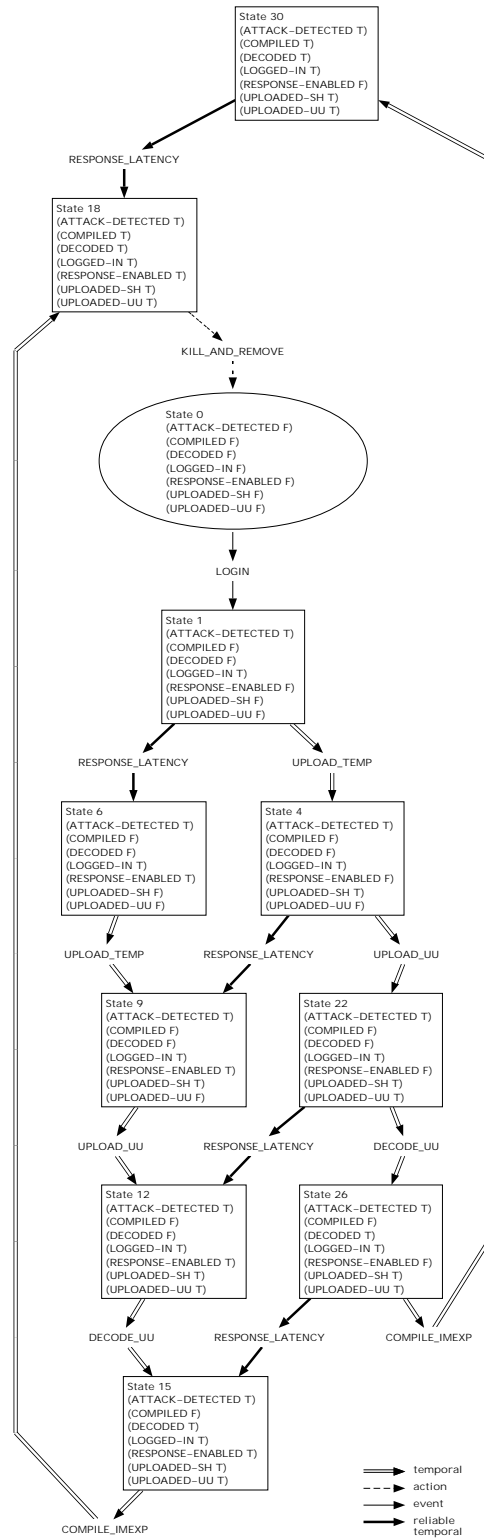 State 30
(ATTACK–DETECTED T)
(COMPILED T)
(DECODED T)
(LOGGED–IN T)
(RESPONSE–ENABLED F)
(UPLOADED–SH T)
(UPLOADED–UU T)
RESPONSE_LATENCY
State 18
(ATTACK–DETECTED T)
(COMPILED T)
(DECODED T)
(LOGGED–IN T)
(RESPONSE–ENABLED T)
(UPLOADED–SH T)
(UPLOADED–UU T)
KILL_AND_REMOVE
State 0
(ATTACK–DETECTED F)
(COMPILED F)
(DECODED F)
(LOGGED–IN F)
(RESPONSE–ENABLED F)
(UPLOADED–SH F)
(UPLOADED–UU F)
LOGIN
State 1
(ATTACK–DETECTED T)
(COMPILED F)
(DECODED F)
(LOGGED–IN T)
(RESPONSE–ENABLED F)
(UPLOADED–SH F)
(UPLOADED–UU F)
RESPONSE_LATENCY
UPLOAD_TEMP
State 6
(ATTACK–DETECTED T)
(COMPILED F)
(DECODED F)
(LOGGED–IN T)
(RESPONSE–ENABLED T)
(UPLOADED–SH F)
(UPLOADED–UU F)
State 4
(ATTACK–DETECTED T)
(COMPILED F)
(DECODED F)
(LOGGED–IN T)
(RESPONSE–ENABLED F)
(UPLOADED–SH T)
(UPLOADED–UU F)
UPLOAD_TEMP
RESPONSE_LATENCY
UPLOAD_UU
State 9
(ATTACK–DETECTED T)
(COMPILED F)
(DECODED F)
(LOGGED–IN T)
(RESPONSE–ENABLED T)
(UPLOADED–SH T)
(UPLOADED–UU F)
State 22
(ATTACK–DETECTED T)
(COMPILED F)
(DECODED F)
(LOGGED–IN T)
(RESPONSE–ENABLED F)
(UPLOADED–SH T)
(UPLOADED–UU T)
UPLOAD_UU
RESPONSE_LATENCY
DECODE_UU
State 12
(ATTACK–DETECTED T)
(COMPILED F)
(DECODED F)
(LOGGED–IN T)
(RESPONSE–ENABLED T)
(UPLOADED–SH T)
(UPLOADED–UU T)
State 26
(ATTACK–DETECTED T)
(COMPILED F)
(DECODED T)
(LOGGED–IN T)
(RESPONSE–ENABLED F)
(UPLOADED–SH T)
(UPLOADED–UU T)
DECODE_UU
RESPONSE_LATENCY
COMPILE_IMEXP
State 15
(ATTACK–DETECTED T)
(COMPILED F)
(DECODED T)
(LOGGED–IN T)
(RESPONSE–ENABLED T)
(UPLOADED–SH T)
(UPLOADED–UU T)
COMPILE_IMEXP
temporal
action
event
reliable
temporal